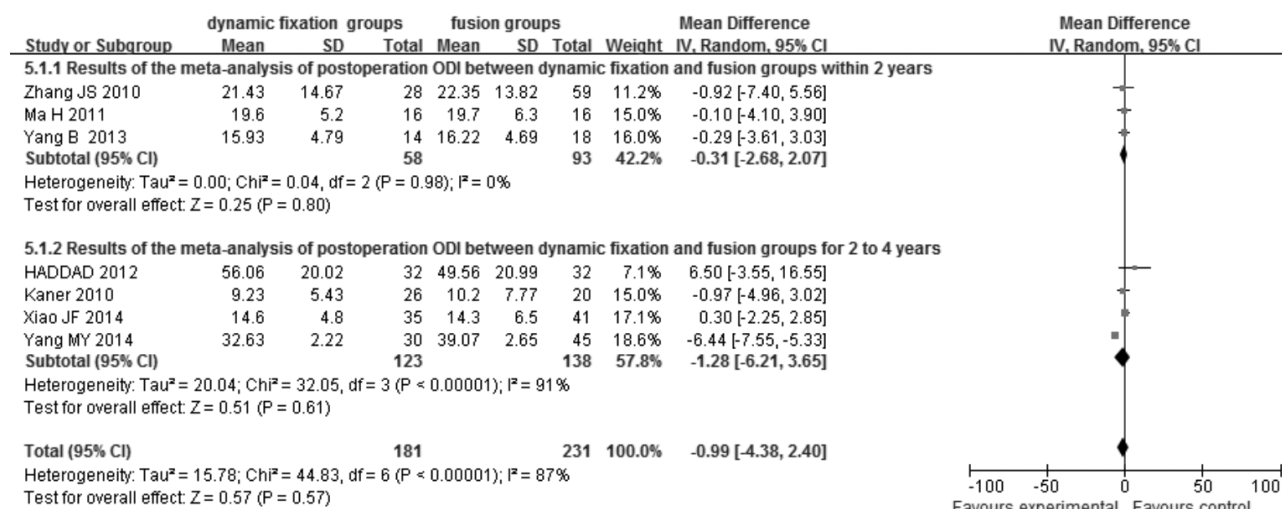 dynamic fixation groups fusion groups Mean Difference Mean Difference
Study or Subgroup Mean SD Total Mean SD Total Weight IV, Random, 95% CI IV, Random, 95% CI
5.1.1 Results of the meta-analysis of postoperation ODI between dynamic fixation and fusion groups within 2 years
Zhang JS 2010 21.43 14.67 28 22.35 13.82 59 11.2% -0.92 [-7.40, 5.56]
Ma H 2011 19.6 5.2 16 19.7 6.3 16 15.0% -0.10 [-4.10, 3.90]
Yang B 2013 15.93 4.79 14 16.22 4.69 18 16.0% -0.29 [-3.61, 3.03]
Subtotal (95% CI) 58 93 42.2% -0.31 [-2.68, 2.07]
Heterogeneity: Tau² = 0.00; Chi² = 0.04, df = 2 (P = 0.98); I² = 0%
Test for overall effect: Z = 0.25 (P = 0.80)
5.1.2 Results of the meta-analysis of postoperation ODI between dynamic fixation and fusion groups for 2 to 4 years
HADDAD 2012 56.06 20.02 32 49.56 20.99 32 7.1% 6.50 [-3.55, 16.55]
Kaner 2010 9.23 5.43 26 10.2 7.77 20 15.0% -0.97 [-4.96, 3.02]
Xiao JF 2014 14.6 4.8 35 14.3 6.5 41 17.1% 0.30 [-2.25, 2.85]
Yang MY 2014 32.63 2.22 30 39.07 2.65 45 18.6% -6.44 [-7.55, -5.33]
Subtotal (95% CI) 123 138 57.8% -1.28 [-6.21, 3.65]
Heterogeneity: Tau² = 20.04; Chi² = 32.05, df = 3 (P < 0.00001); I² = 91%
Test for overall effect: Z = 0.51 (P = 0.61)
Total (95% CI) 181 231 100.0% -0.99 [-4.38, 2.40]
Heterogeneity: Tau² = 15.78; Chi² = 44.83, df = 6 (P < 0.00001); I² = 87%
Test for overall effect: Z = 0.57 (P = 0.57)
-100 -50 0 50 100
Favours experimental Favours control